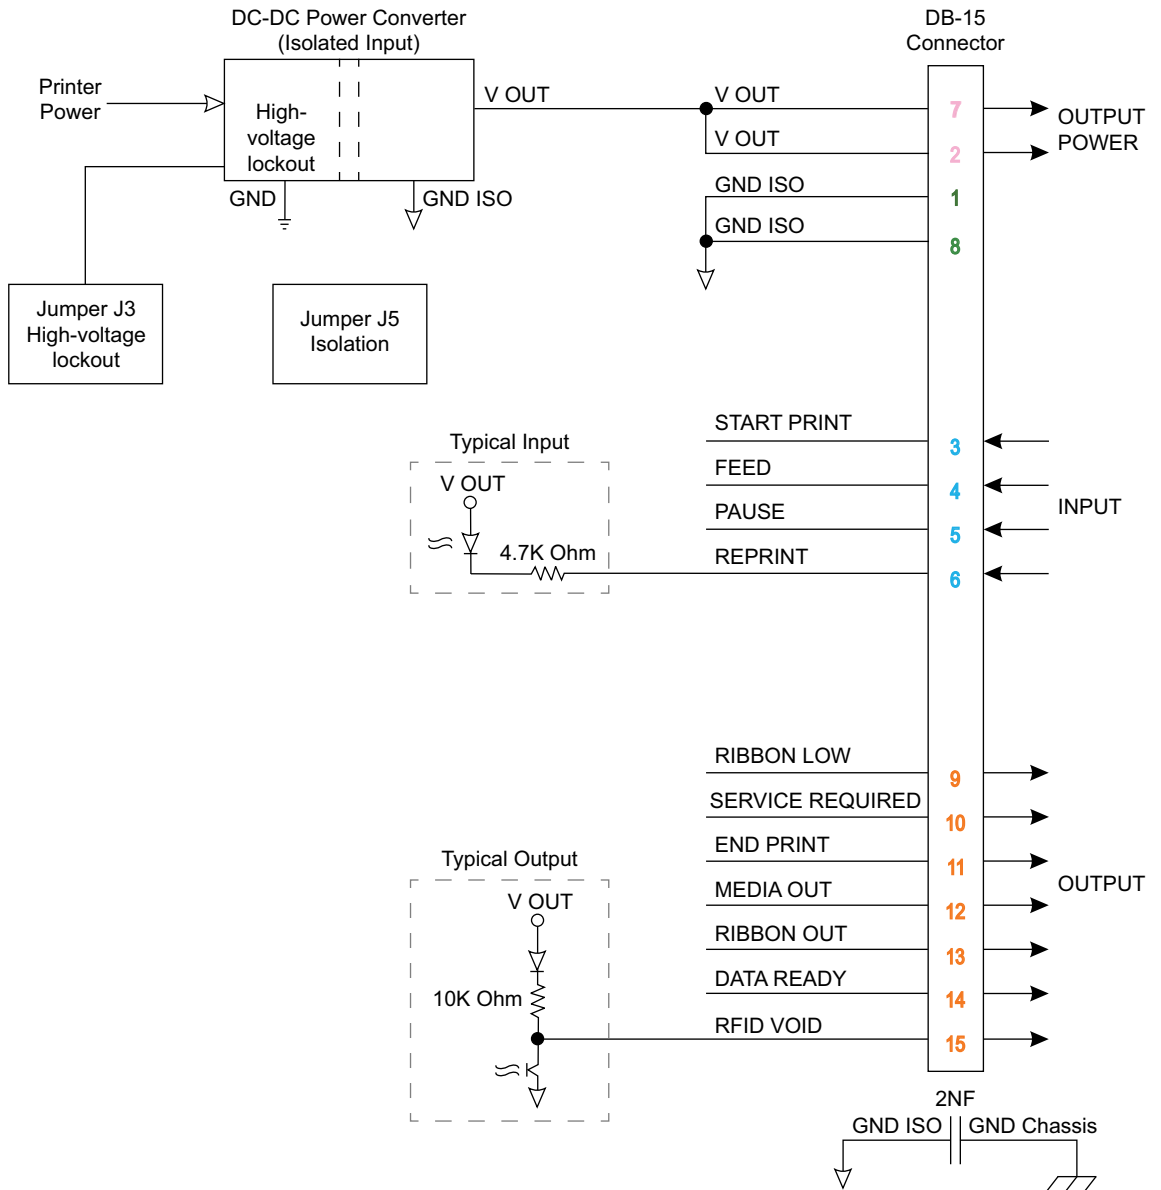 DC-DC Power Converter
(Isolated Input)
DB-15
Connector
Printer
Power
High-
voltage
lockout
V OUT
V OUT
7
OUTPUT
POWER
V OUT
2
GND
GND ISO
GND ISO
1
GND ISO
8
Jumper J3
High-voltage
lockout
Jumper J5
Isolation
Typical Input
V OUT
4.7K Ohm
START PRINT
3
FEED
4
PAUSE
5
REPRINT
6
INPUT
RIBBON LOW
9
SERVICE REQUIRED
10
END PRINT
11
MEDIA OUT
12
RIBBON OUT
13
DATA READY
14
RFID VOID
15
OUTPUT
Typical Output
V OUT
10K Ohm
2NF
GND ISO
GND Chassis